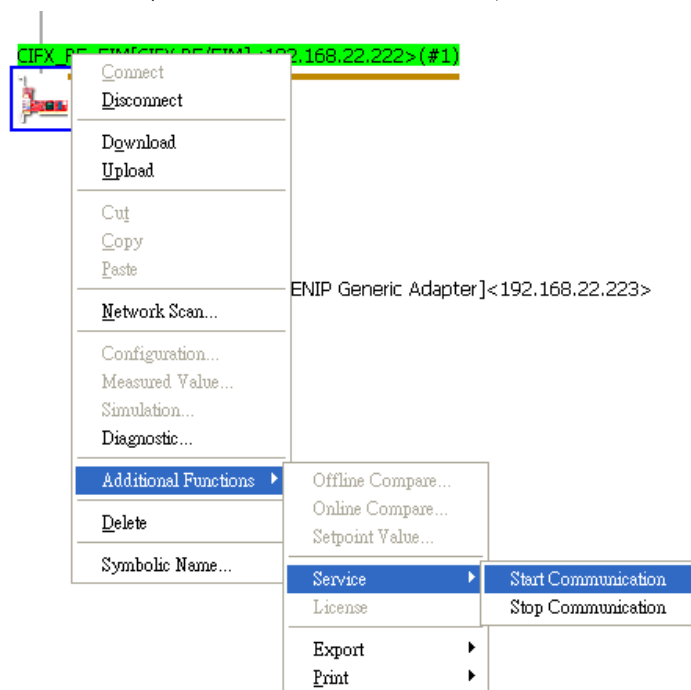 CIFX_RE_EIM[CIFX RE/EIM]<192.168.22.222>(#1)
Connect
Disconnect
Download
Upload
Cut
Copy
Paste
ENIP Generic Adapter]<192.168.22.223>
Network Scan...
Configuration...
Measured Value...
Simulation...
Diagnostic...
Additional Functions
Offline Compare...
Online Compare...
Setpoint Value...
Delete
Symbolic Name...
Service
Start Communication
License
Stop Communication
Export
Print